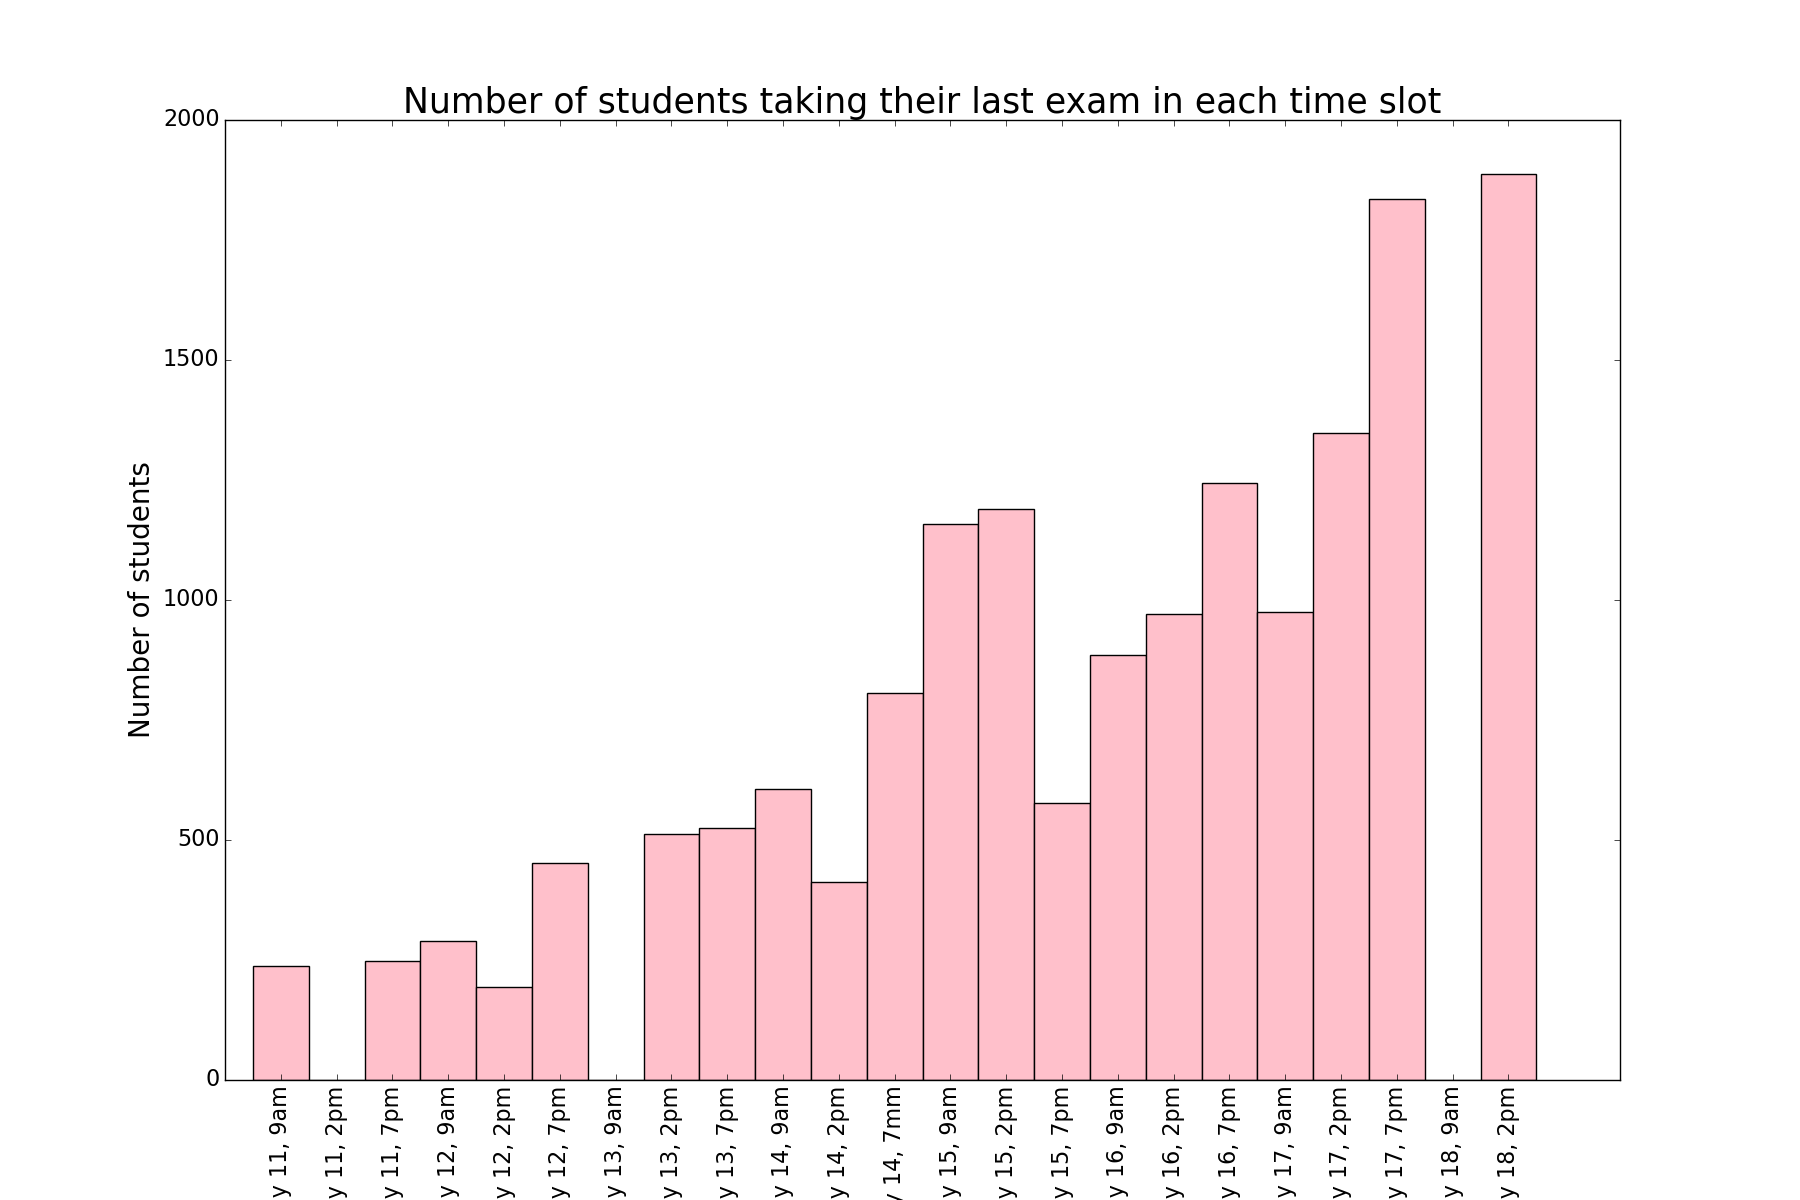 Number of students taking their last exam in each time slot
Number of students
2000
1500
1000
500
0
y 11, 9am
y 11, 2pm
y 11, 7pm
y 12, 9am
y 12, 2pm
y 12, 7pm
y 13, 9am
y 13, 2pm
y 13, 7pm
y 14, 9am
y 14, 2pm
y 14, 7mm
y 15, 9am
y 15, 2pm
y 15, 7pm
y 16, 9am
y 16, 2pm
y 16, 7pm
y 17, 9am
y 17, 2pm
y 17, 7pm
y 18, 9am
y 18, 2pm